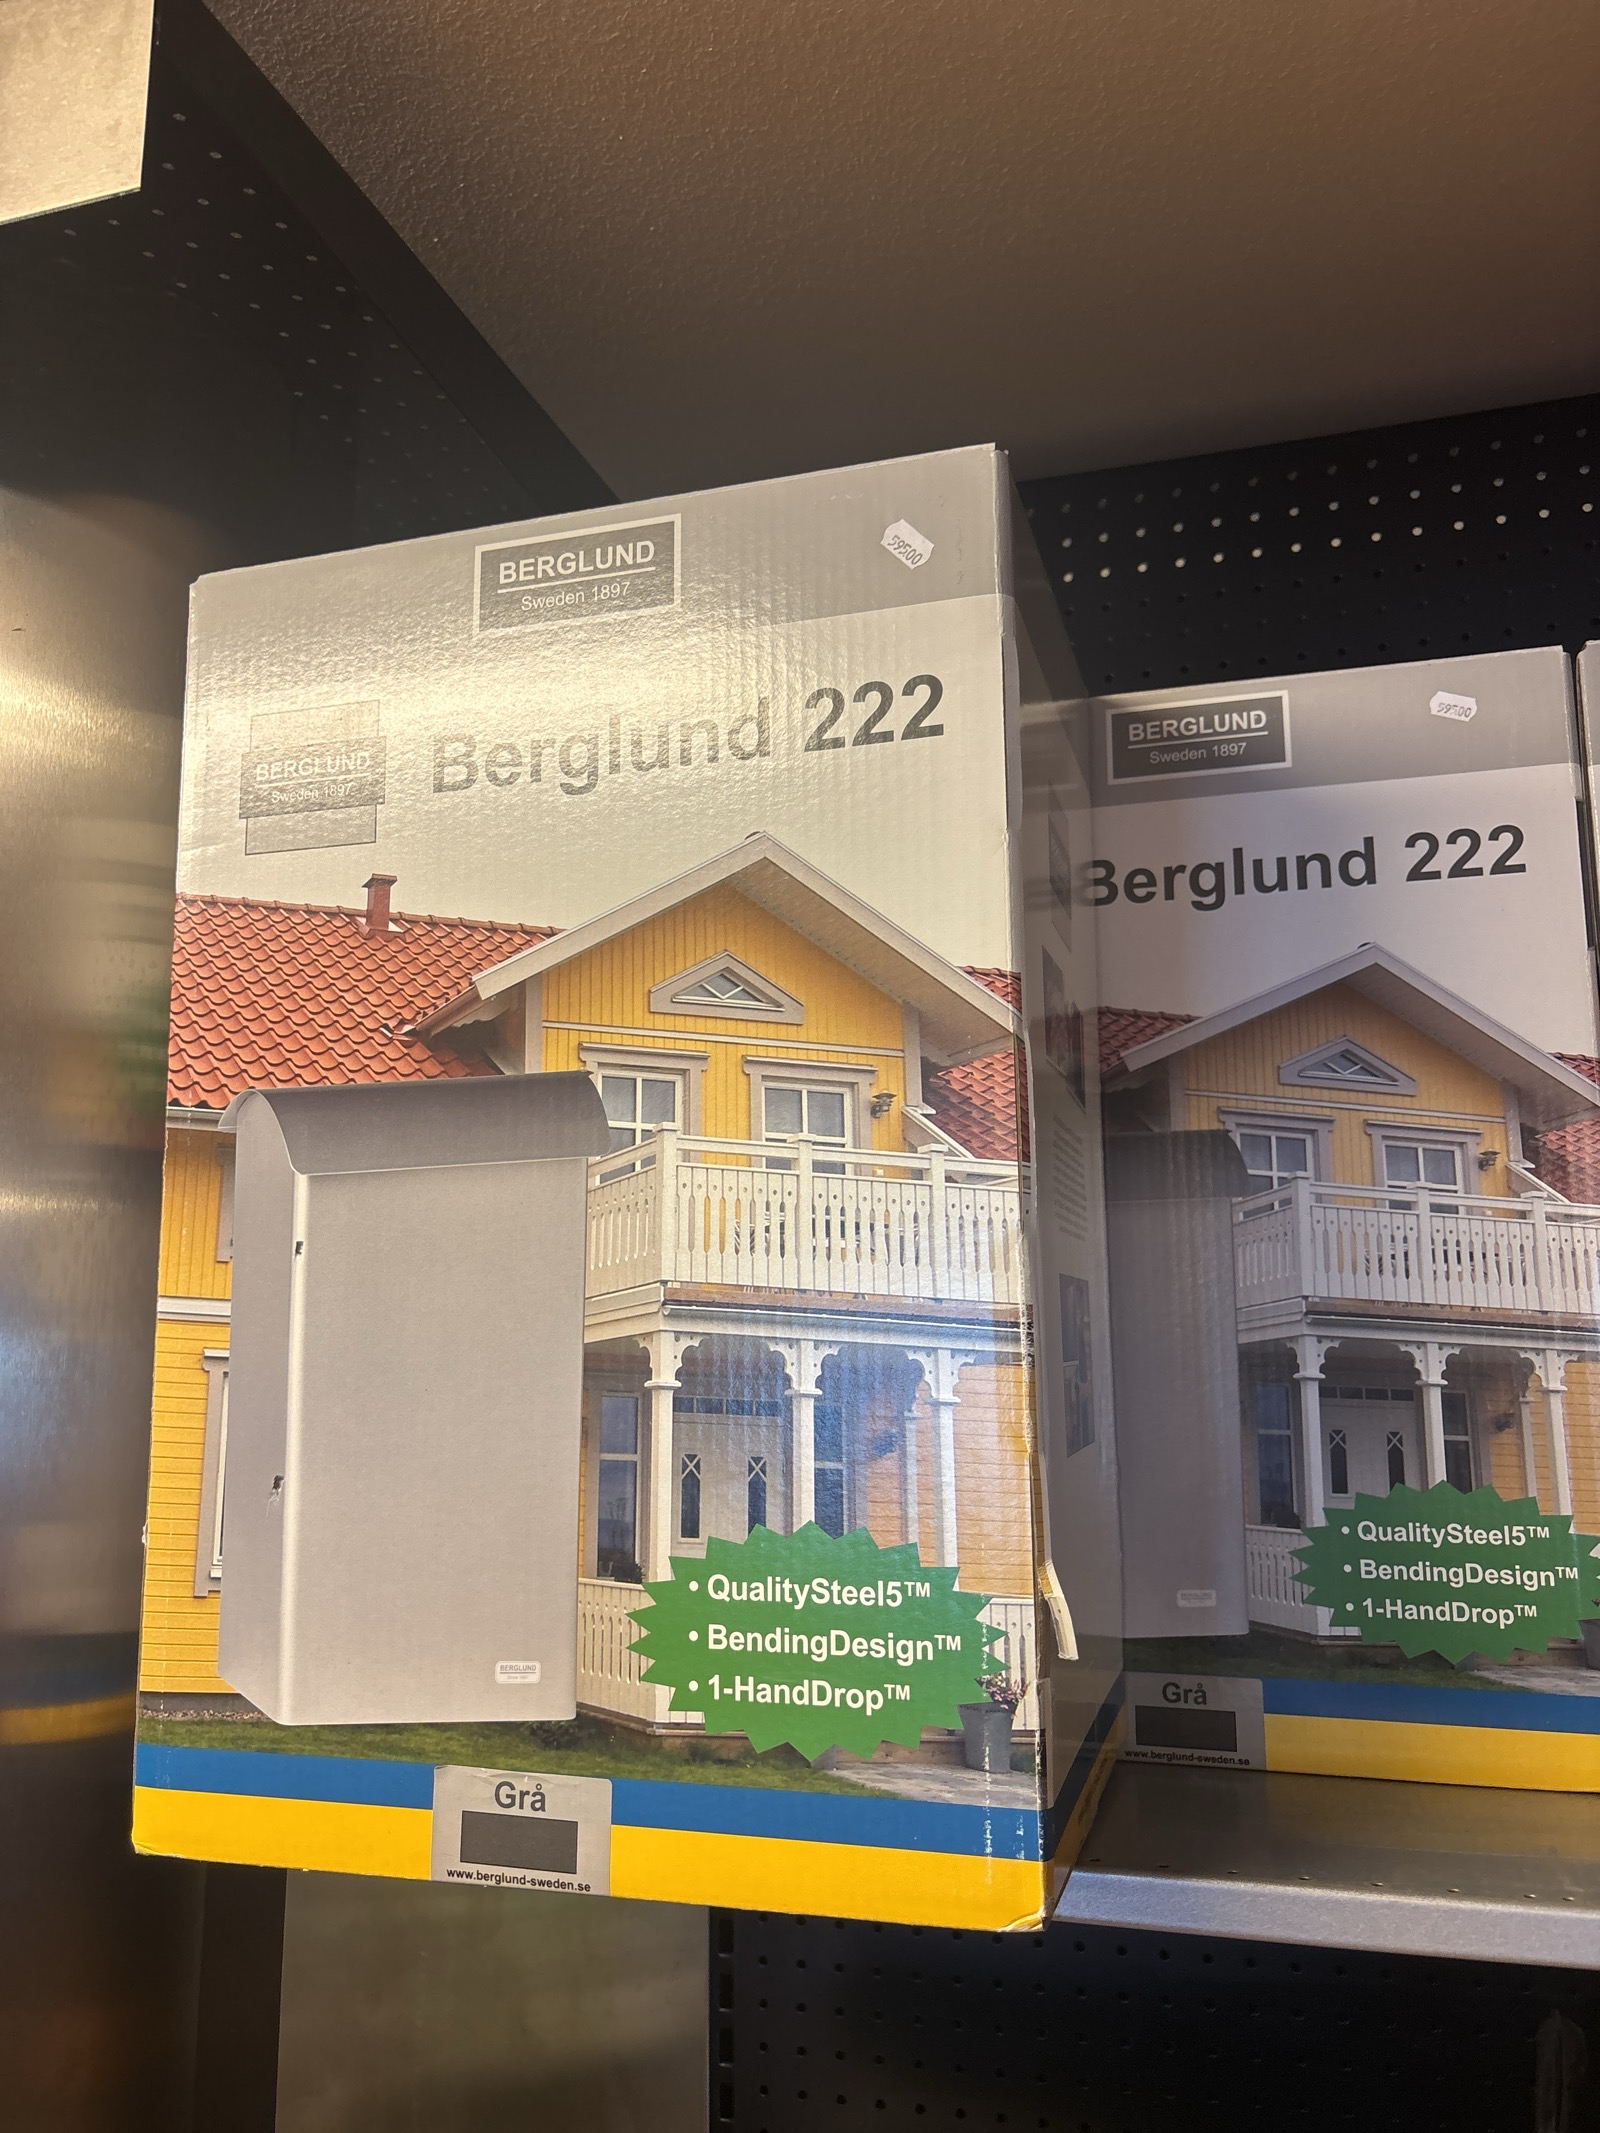 BERGLUND
Sweden 1897
59500
BERGLUND
Sweden 1897
Berglund 222
BERGLUND
• QualitySteel5™
• BendingDesign™
• 1-HandDrop™
Grå
www.berglund-sweden.se
BERGLUND
Sweden 1897
59500
Berglund 222
• QualitySteel5™
• BendingDesign™
• 1-HandDrop™
Grå
www.berglund-sweden.se